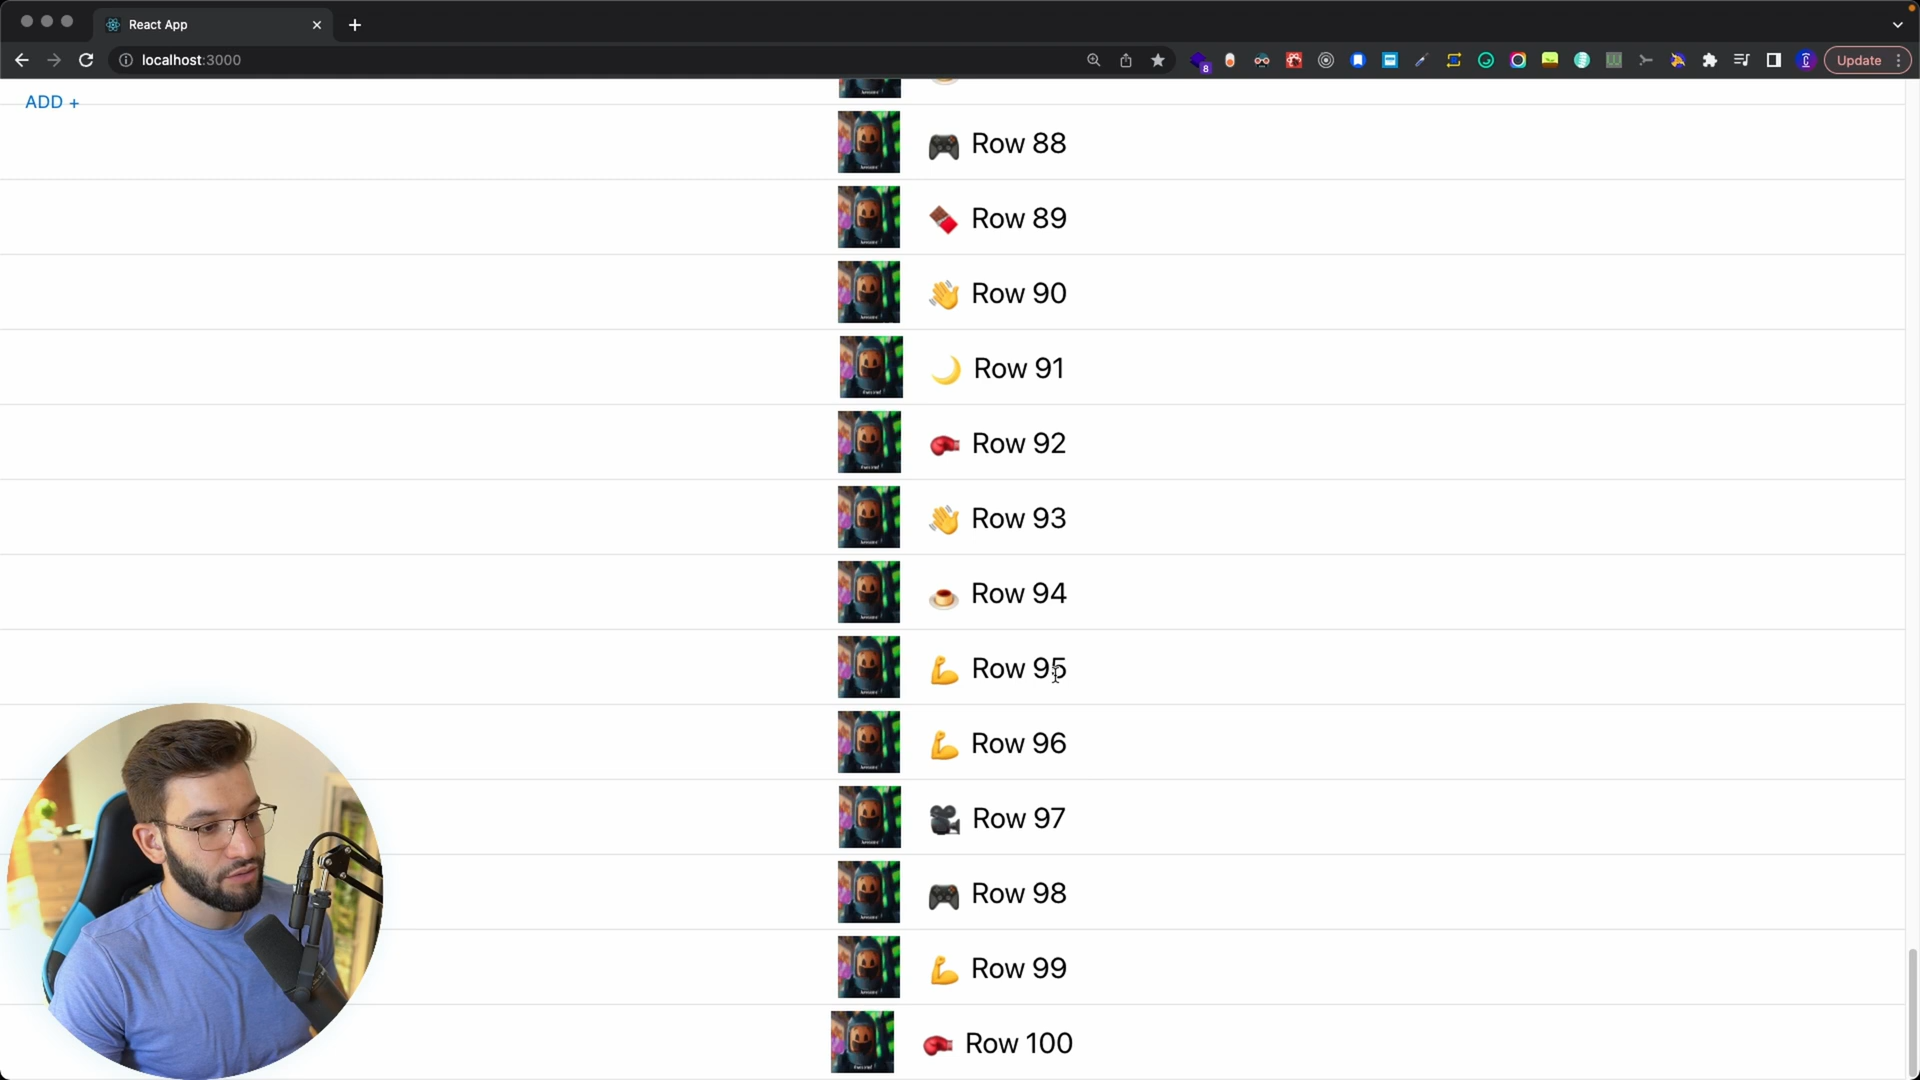 React App
localhost:3000
8
Update
ADD +
Row 88
Row 89
Row 90
Row 91
Row 92
Row 93
Row 94
Row 95
Row 96
Row 97
Row 98
Row 99
Row 100